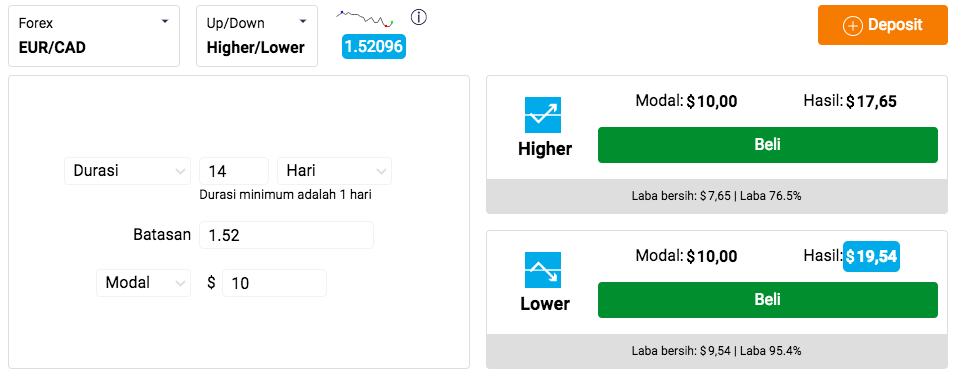 Forex
EUR/CAD
Up/Down
Higher/Lower
1.52096
Deposit
Durasi 14 Hari
Durasi minimum adalah 1 hari
Batasan 1.52
Modal $ 10
Higher
Modal: $10,00 Hasil: $17,65
Beli
Laba bersih: $7,65 | Laba 76.5%
Lower
Modal: $10,00 Hasil: $19,54
Beli
Laba bersih: $9,54 | Laba 95.4%